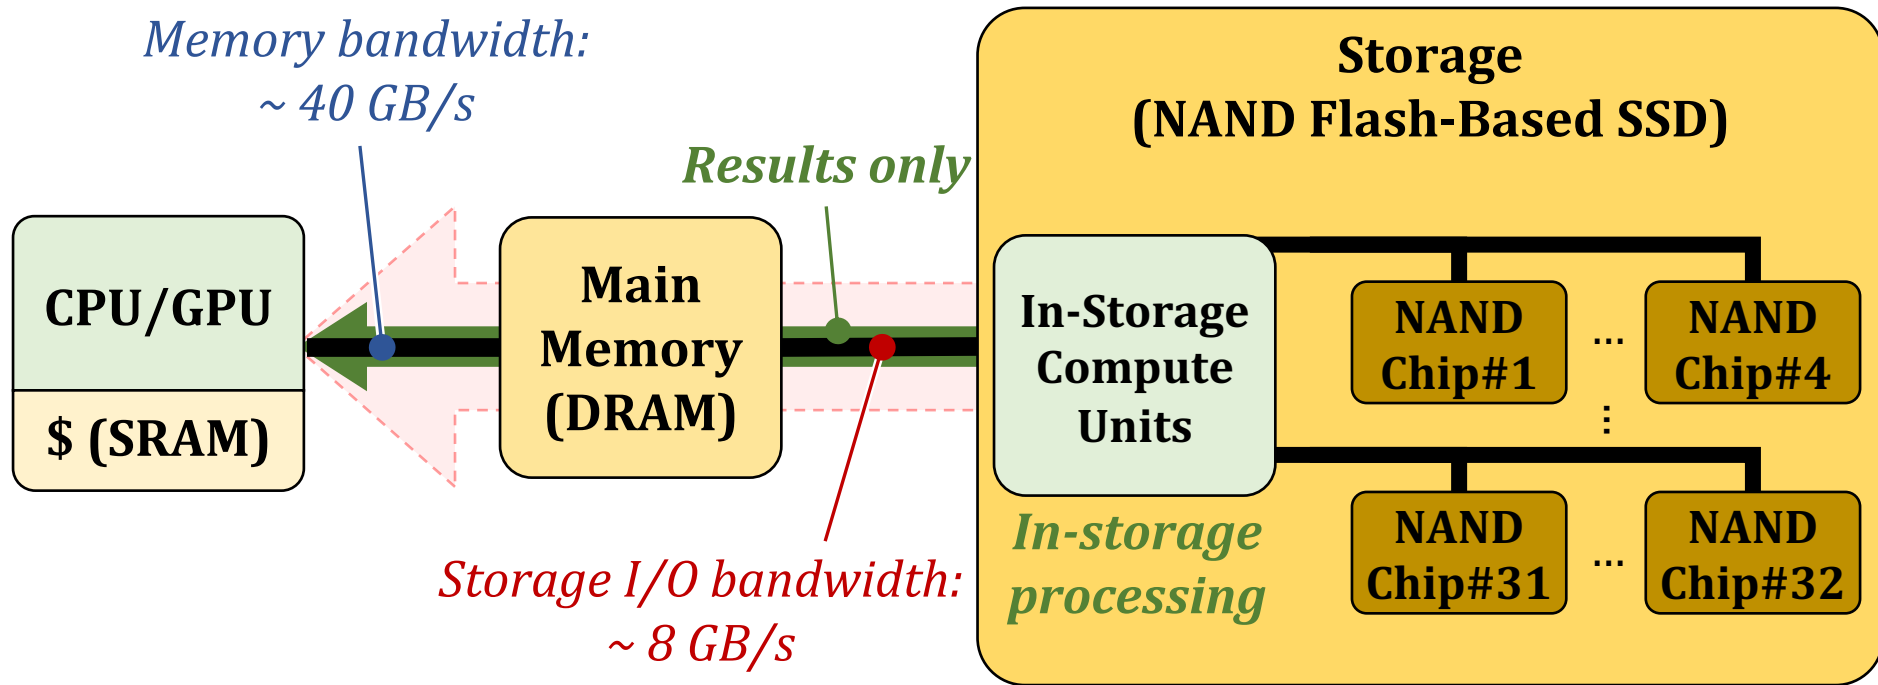 Memory bandwidth:
~ 40 GB/s
Storage
(NAND Flash-Based SSD)
Results only
CPU/GPU
$ (SRAM)
Main
Memory
(DRAM)
In-Storage
Compute
Units
NAND
Chip#1
...
NAND
Chip#4
...
NAND
Chip#31
...
NAND
Chip#32
In-storage
processing
Storage I/O bandwidth:
~ 8 GB/s